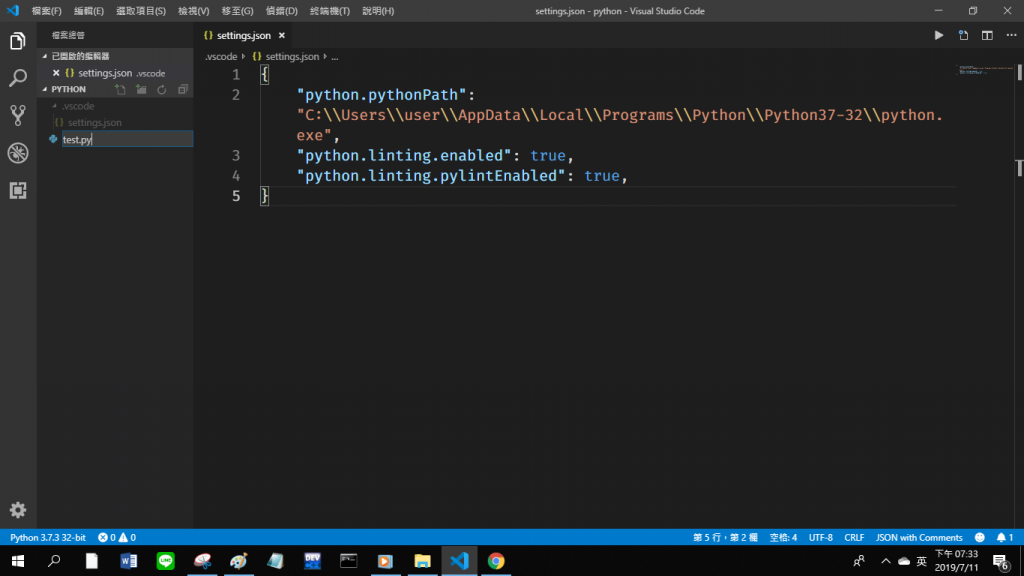 檔案(F) 編輯(E) 選取項目(S) 檢視(V) 移至(G) 偵錯(D) 終端機(T) 說明(H) settings.json - python - Visual Studio Code
檔案總管
已開啟的編輯器
settings.json .vscode
PYTHON
.vscode
{} settings.json
test.py
{} settings.json
.vscode {} settings.json ...
1 {
2 "python.pythonPath":
"C:\\Users\\user\\AppData\\Local\\Programs\\Python\\Python37-32\\python.
exe",
3 "python.linting.enabled": true,
4 "python.linting.pylintEnabled": true,
5 }
Python 3.7.3 32-bit 0 0 第 5 行，第 2 欄 空格: 4 UTF-8 CRLF JSON with Comments 1
LINE DEV C++ 英 下午 07:33
2019/7/11 6